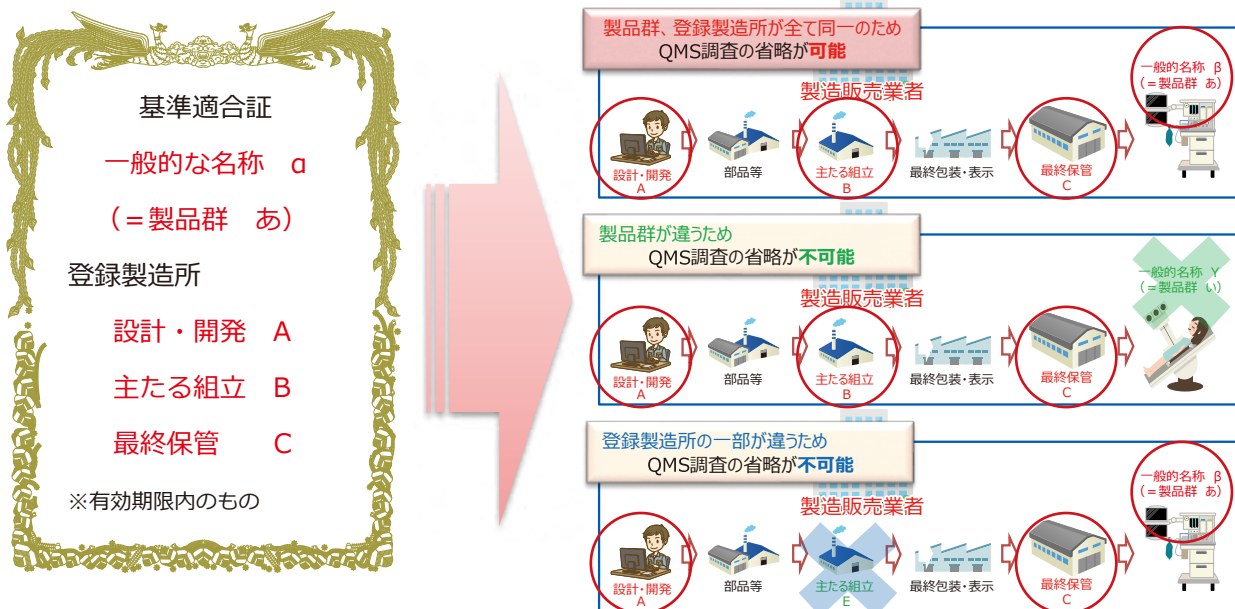 基準適合証
一般的な名称 α
(=製品群 あ)
登録製造所
設計・開発 A
主たる組立 B
最終保管 C
※有効期限内のもの
製品群、登録製造所が全て同一のため
QMS調査の省略が可能
製造販売業者
設計・開発
A
部品等
主たる組立
B
最終包装・表示
最終保管
C
一般的名称 β
(=製品群 あ)
製品群が違うため
QMS調査の省略が不可能
製造販売業者
設計・開発
A
部品等
主たる組立
B
最終包装・表示
最終保管
C
一般的名称 γ
(=製品群 い)
登録製造所の一部が違うため
QMS調査の省略が不可能
製造販売業者
設計・開発
A
部品等
主たる組立
E
最終包装・表示
最終保管
C
一般的名称 β
(=製品群 あ)